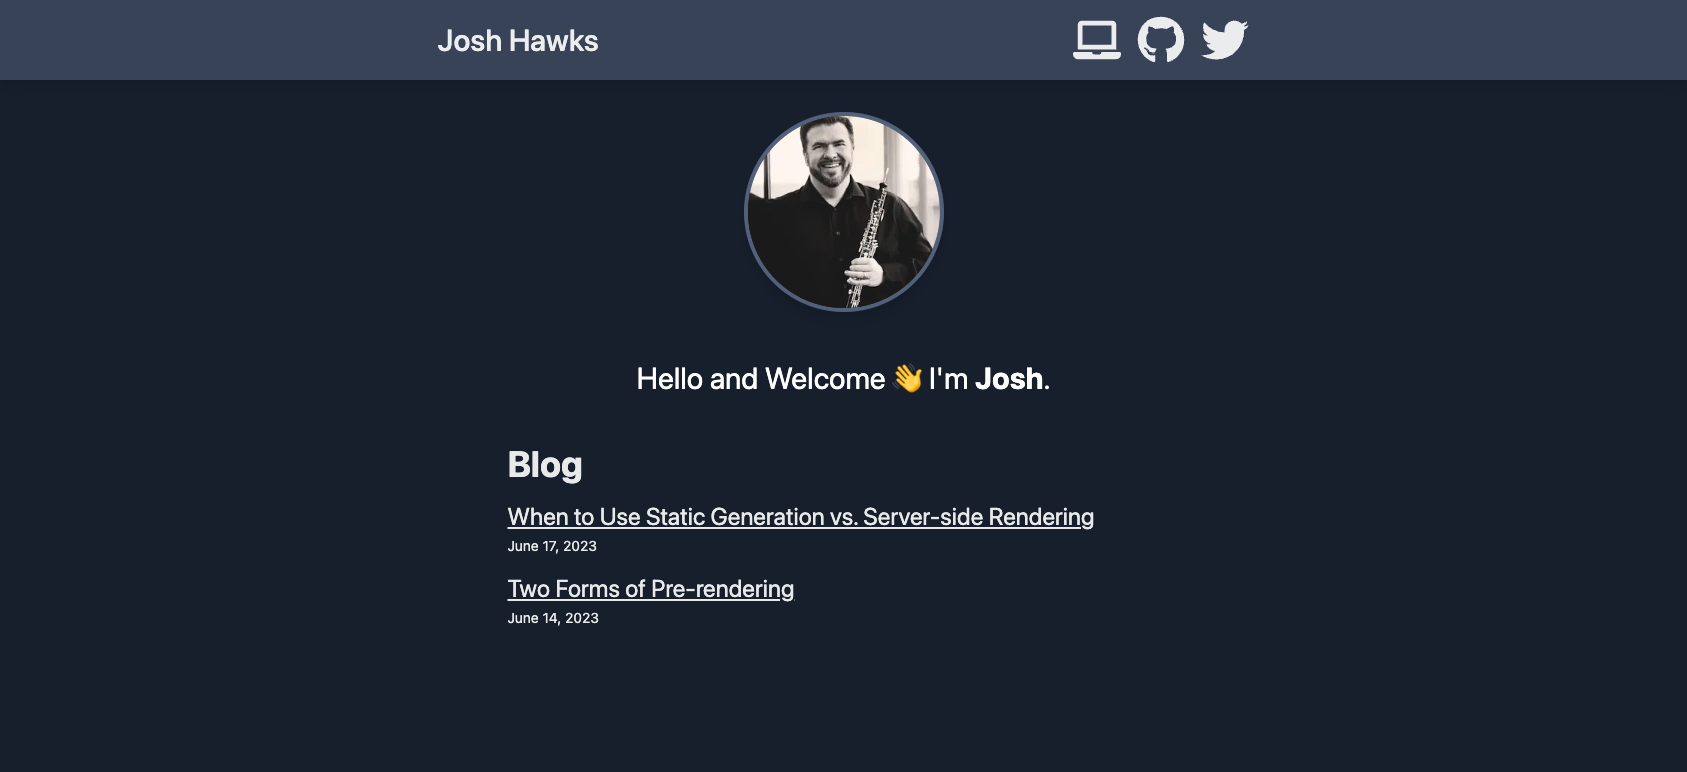 Josh Hawks
Hello and Welcome 👋 I'm Josh.
Blog
When to Use Static Generation vs. Server-side Rendering
June 17, 2023
Two Forms of Pre-rendering
June 14, 2023